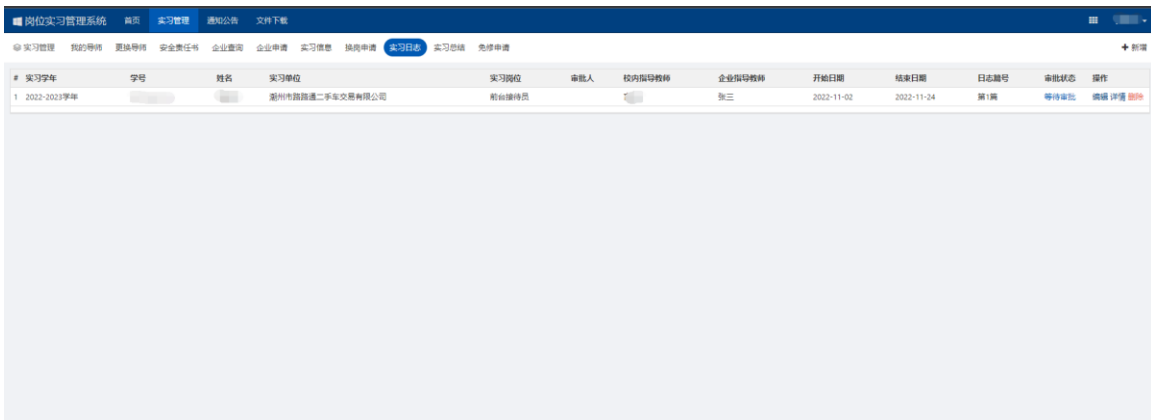 岗位实习管理系统 首页 实习管理 通知公告 文件下载
实习管理 我的导师 更换导师 安全责任书 企业查询 企业申请 实习信息 换岗申请 实习日志 实习总结 免修申请 + 新增
# 实习学年 学号 姓名 实习单位 实习岗位 审批人 校内指导教师 企业指导教师 开始日期 结束日期 日志篇号 审批状态 操作
1 2022-2023学年 潮州市路路通二手车交易有限公司 前台接待员 张三 2022-11-02 2022-11-24 第1篇 等待审批 编辑 详情 删除